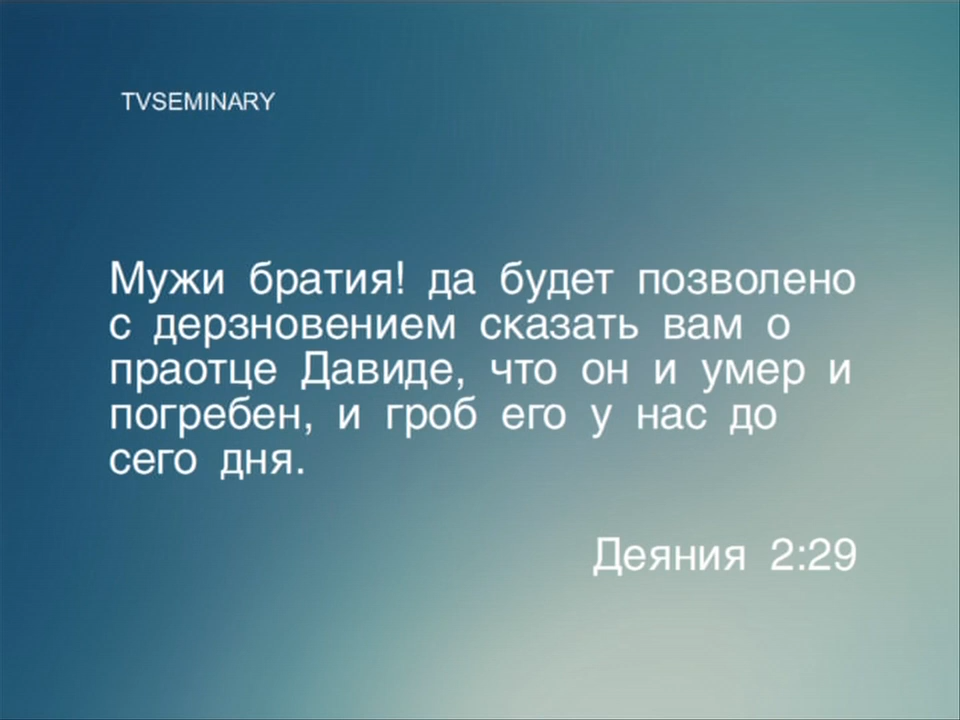 TVSEMINARY
Мужи братия! да будет позволено
с дерзновением сказать вам о
праотце Давиде, что он и умер и
погребен, и гроб его у нас до
сего дня.
Деяния 2:29